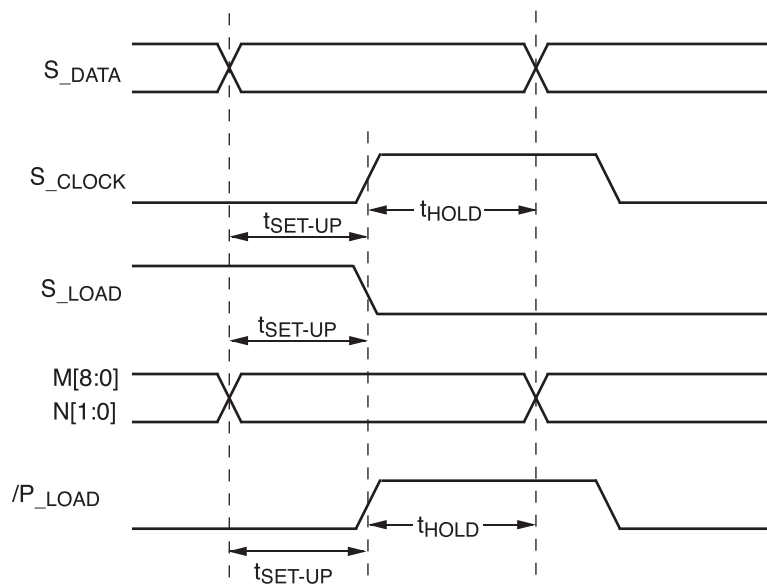 S_DATA
S_CLOCK
tHOLD
tSET-UP
S_LOAD
tSET-UP
M[8:0]
N[1:0]
/P_LOAD
tHOLD
tSET-UP